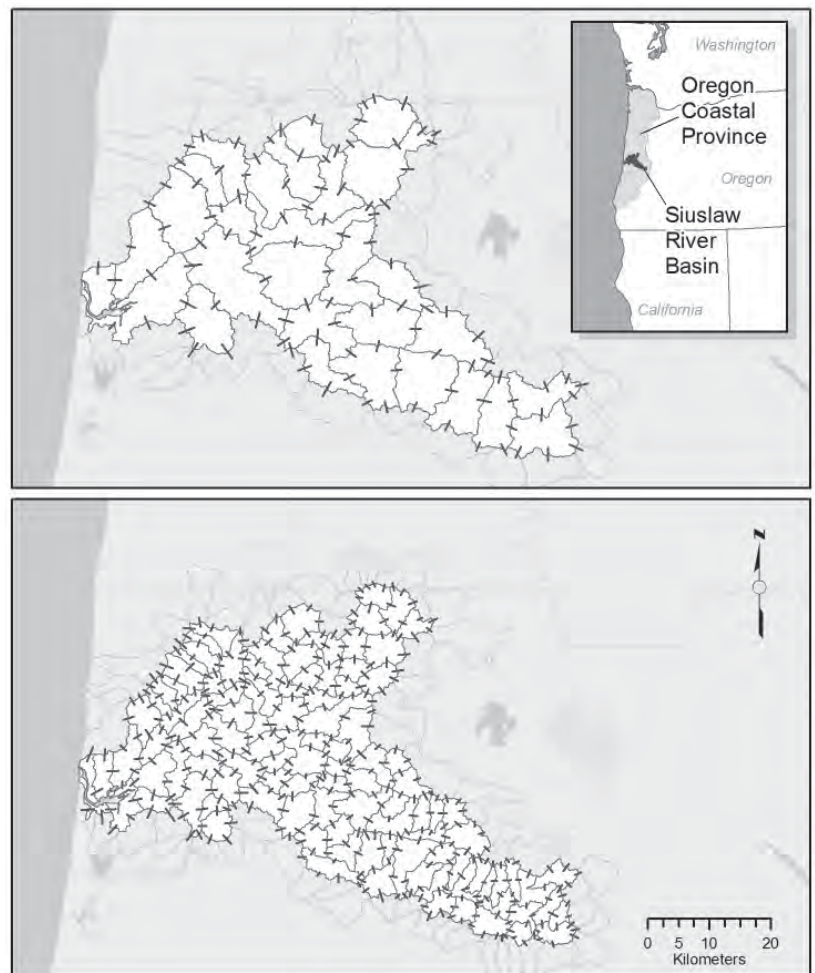 Washington
Oregon
Coastal
Province
Oregon
Siuslaw
River
Basin
California
N
0 5 10 20
Kilometers